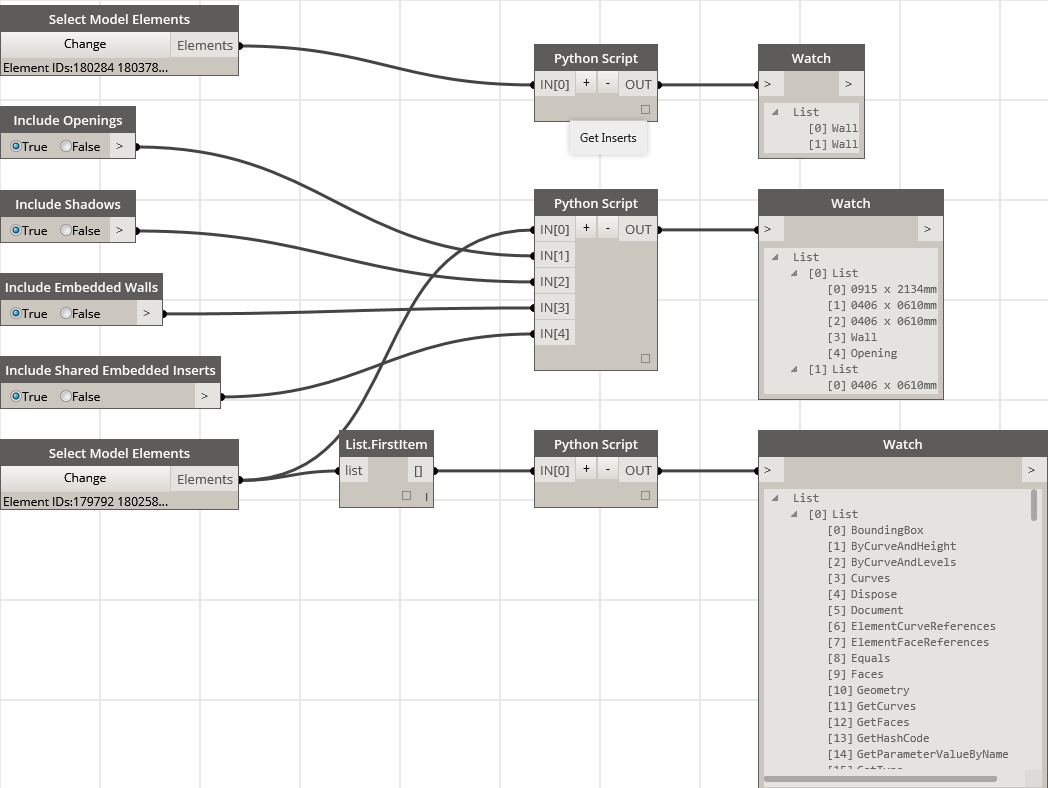 Select Model Elements
Change
Elements
Element IDs:180284 180378...
Python Script
IN[0] + - OUT
Get Inserts
Watch
> >
List
[0] Wall
[1] Wall
Include Openings
True False >
Include Shadows
True False >
Include Embedded Walls
True False >
Include Shared Embedded Inserts
True False >
Python Script
IN[0] + - OUT
IN[1]
IN[2]
IN[3]
IN[4]
Watch
> >
List
[0] List
[0] 0915 x 2134mm
[1] 0406 x 0610mm
[2] 0406 x 0610mm
[3] Wall
[4] Opening
[1] List
[0] 0406 x 0610mm
Select Model Elements
Change
Elements
Element IDs:179792 180258...
List.FirstItem
list []
Python Script
IN[0] + - OUT
Watch
> >
List
[0] List
[0] BoundingBox
[1] ByCurveAndHeight
[2] ByCurveAndLevels
[3] Curves
[4] Dispose
[5] Document
[6] ElementCurveReferences
[7] ElementFaceReferences
[8] Equals
[9] Faces
[10] Geometry
[11] GetCurves
[12] GetFaces
[13] GetHashCode
[14] GetParameterValueByName